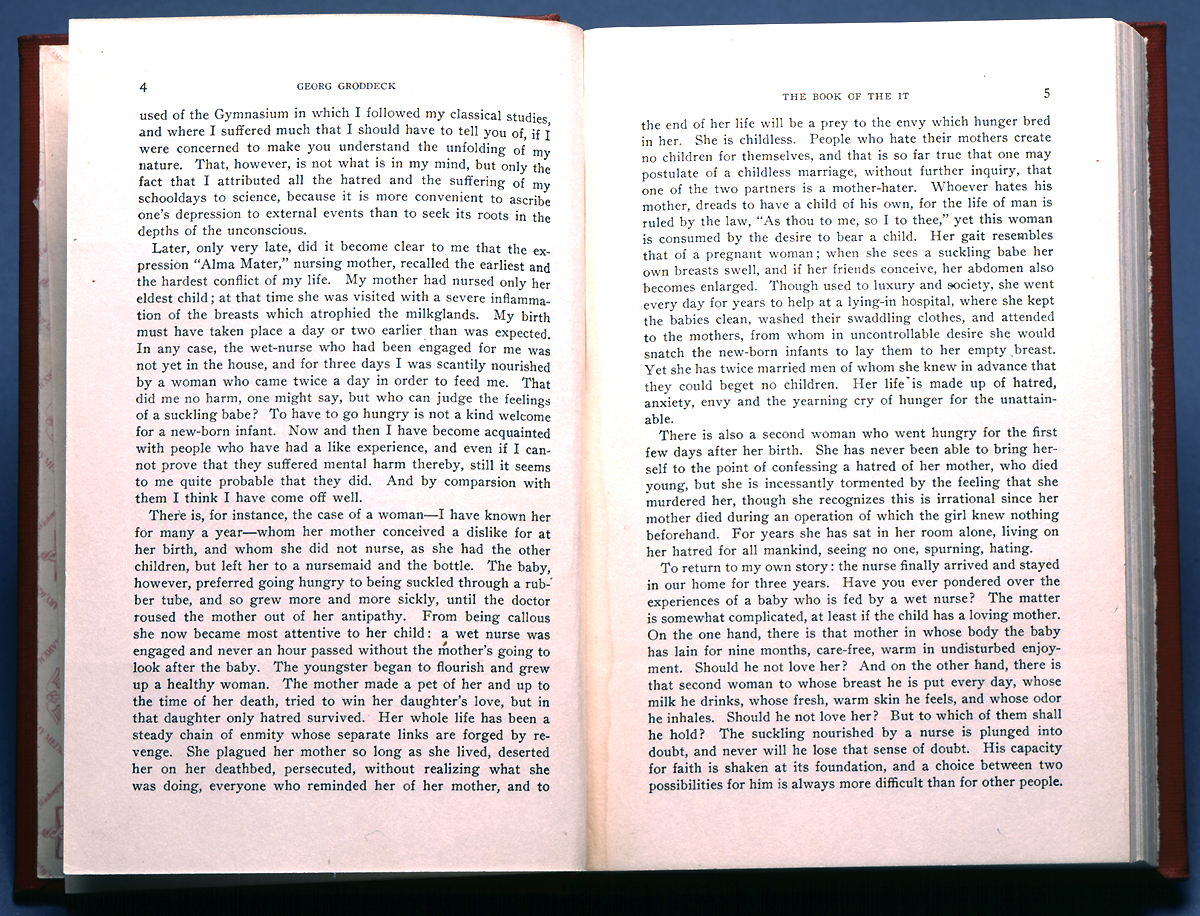 4
GEORG GRODDECK
used of the Gymnasium in which I followed my classical studies,
and where I suffered much that I should have to tell you of, if I
were concerned to make you understand the unfolding of my
nature. That, however, is not what is in my mind, but only the
fact that I attributed all the hatred and the suffering of my
schooldays to science, because it is more convenient to ascribe
one's depression to external events than to seek its roots in the
depths of the unconscious.
Later, only very late, did it become clear to me that the ex-
pression "Alma Mater," nursing mother, recalled the earliest and
the hardest conflict of my life. My mother had nursed only her
eldest child; at that time she was visited with a severe inflamma-
tion of the breasts which atrophied the milkglands. My birth
must have taken place a day or two earlier than was expected.
In any case, the wet-nurse who had been engaged for me was
not yet in the house, and for three days I was scantily nourished
by a woman who came twice a day in order to feed me. That
did me no harm, one might say, but who can judge the feelings
of a suckling babe? To have to go hungry is not a kind welcome
for a new-born infant. Now and then I have become acquainted
with people who have had a like experience, and even if I can-
not prove that they suffered mental harm thereby, still it seems
to me quite probable that they did. And by comparsion with
them I think I have come off well.
There is, for instance, the case of a woman—I have known her
for many a year—whom her mother conceived a dislike for at
her birth, and whom she did not nurse, as she had the other
children, but left her to a nursemaid and the bottle. The baby,
however, preferred going hungry to being suckled through a rub-
ber tube, and so grew more and more sickly, until the doctor
roused the mother out of her antipathy. From being callous
she now became most attentive to her child: a wet nurse was
engaged and never an hour passed without the mother's going to
look after the baby. The youngster began to flourish and grew
up a healthy woman. The mother made a pet of her and up to
the time of her death, tried to win her daughter's love, but in
that daughter only hatred survived. Her whole life has been a
steady chain of enmity whose separate links are forged by re-
venge. She plagued her mother so long as she lived, deserted
her on her deathbed, persecuted, without realizing what she
was doing, everyone who reminded her of her mother, and to
THE BOOK OF THE IT
5
the end of her life will be a prey to the envy which hunger bred
in her. She is childless. People who hate their mothers create
no children for themselves, and that is so far true that one may
postulate of a childless marriage, without further inquiry, that
one of the two partners is a mother-hater. Whoever hates his
mother, dreads to have a child of his own, for the life of man is
ruled by the law, "As thou to me, so I to thee," yet this woman
is consumed by the desire to bear a child. Her gait resembles
that of a pregnant woman; when she sees a suckling babe her
own breasts swell, and if her friends conceive, her abdomen also
becomes enlarged. Though used to luxury and society, she went
every day for years to help at a lying-in hospital, where she kept
the babies clean, washed their swaddling clothes, and attended
to the mothers, from whom in uncontrollable desire she would
snatch the new-born infants to lay them to her empty breast.
Yet she has twice married men of whom she knew in advance that
they could beget no children. Her life is made up of hatred,
anxiety, envy and the yearning cry of hunger for the unattain-
able.
There is also a second woman who went hungry for the first
few days after her birth. She has never been able to bring her-
self to the point of confessing a hatred of her mother, who died
young, but she is incessantly tormented by the feeling that she
murdered her, though she recognizes this is irrational since her
mother died during an operation of which the girl knew nothing
beforehand. For years she has sat in her room alone, living on
her hatred for all mankind, seeing no one, spurning, hating.
To return to my own story: the nurse finally arrived and stayed
in our home for three years. Have you ever pondered over the
experiences of a baby who is fed by a wet nurse? The matter
is somewhat complicated, at least if the child has a loving mother.
On the one hand, there is that mother in whose body the baby
has lain for nine months, care-free, warm in undisturbed enjoy-
ment. Should he not love her? And on the other hand, there is
that second woman to whose breast he is put every day, whose
milk he drinks, whose fresh, warm skin he feels, and whose odor
he inhales. Should he not love her? But to which of them shall
he hold? The suckling nourished by a nurse is plunged into
doubt, and never will he lose that sense of doubt. His capacity
for faith is shaken at its foundation, and a choice between two
possibilities for him is always more difficult than for other people.